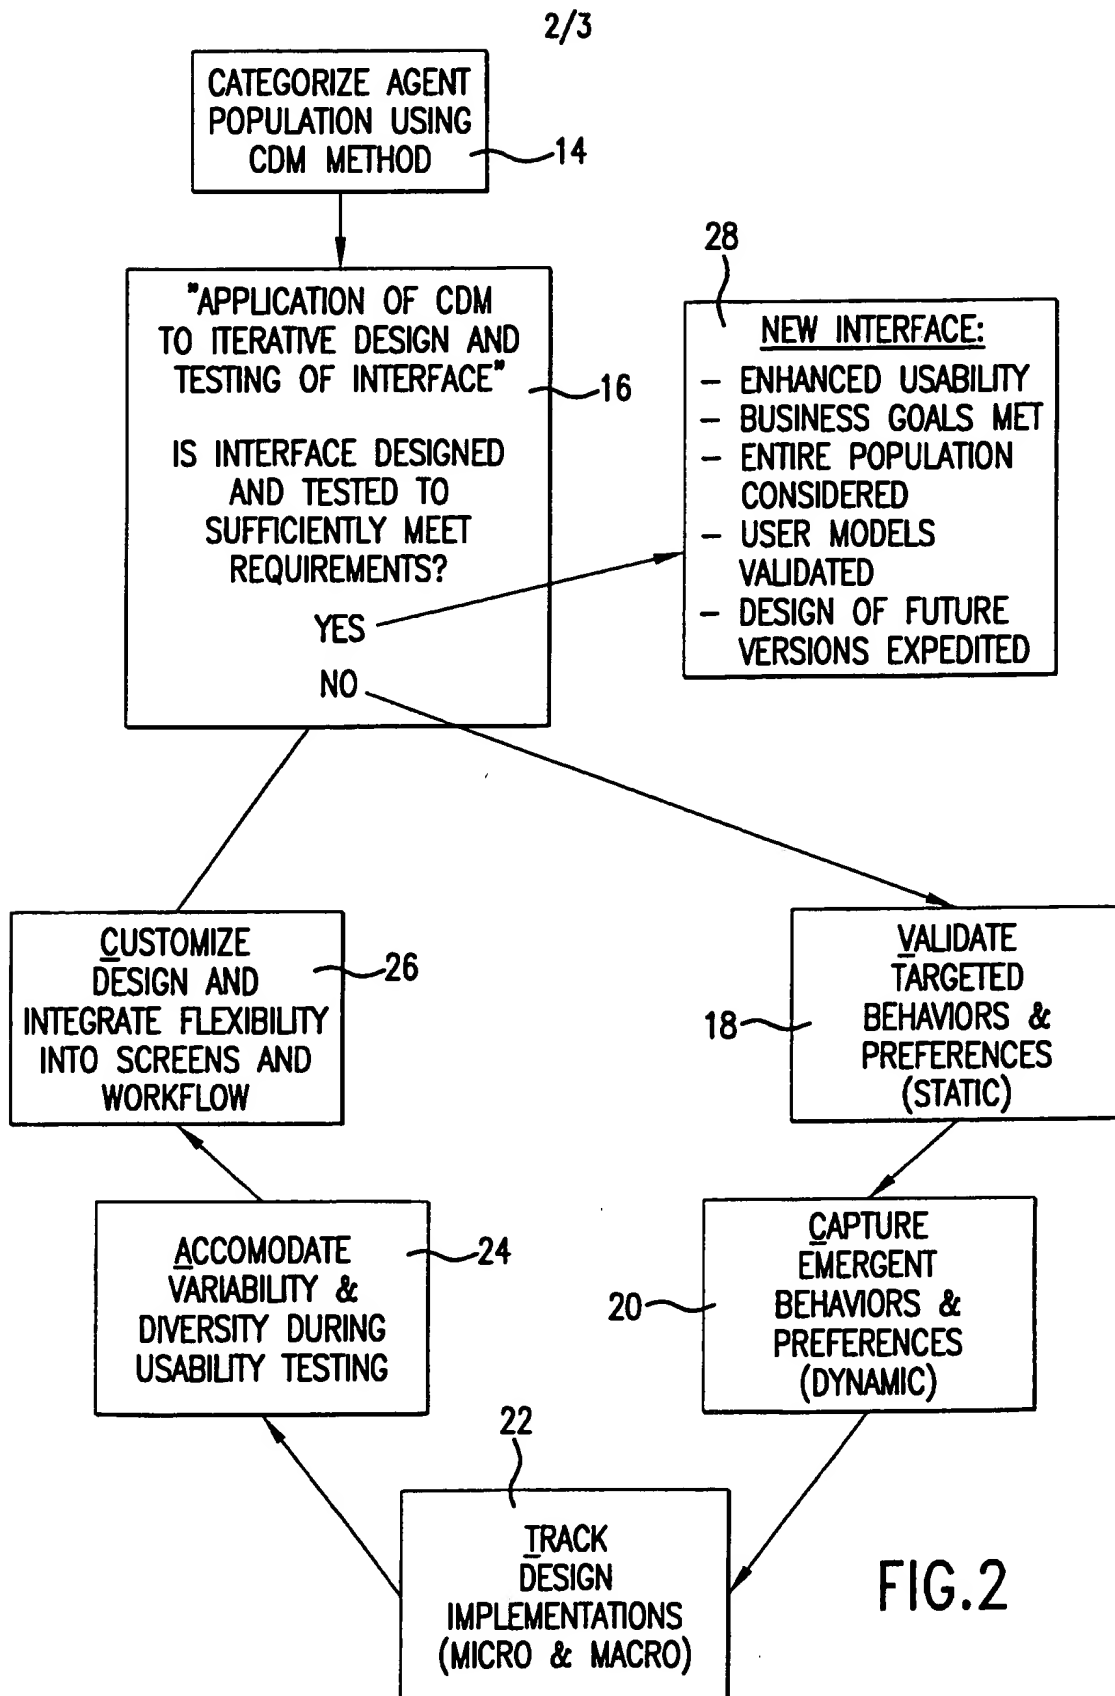 2/3
CATEGORIZE AGENT
POPULATION USING
CDM METHOD
14
"APPLICATION OF CDM
TO ITERATIVE DESIGN AND
TESTING OF INTERFACE"
16
IS INTERFACE DESIGNED
AND TESTED TO
SUFFICIENTLY MEET
REQUIREMENTS?
YES
NO
28
NEW INTERFACE:
- ENHANCED USABILITY
- BUSINESS GOALS MET
- ENTIRE POPULATION
CONSIDERED
- USER MODELS
VALIDATED
- DESIGN OF FUTURE
VERSIONS EXPEDITED
VALIDATE
TARGETED
BEHAVIORS &
PREFERENCES
(STATIC)
18
CAPTURE
EMERGENT
BEHAVIORS &
PREFERENCES
(DYNAMIC)
20
22
TRACK
DESIGN
IMPLEMENTATIONS
(MICRO & MACRO)
ACCOMODATE
VARIABILITY &
DIVERSITY DURING
USABILITY TESTING
24
CUSTOMIZE
DESIGN AND
INTEGRATE FLEXIBILITY
INTO SCREENS AND
WORKFLOW
26
FIG.2